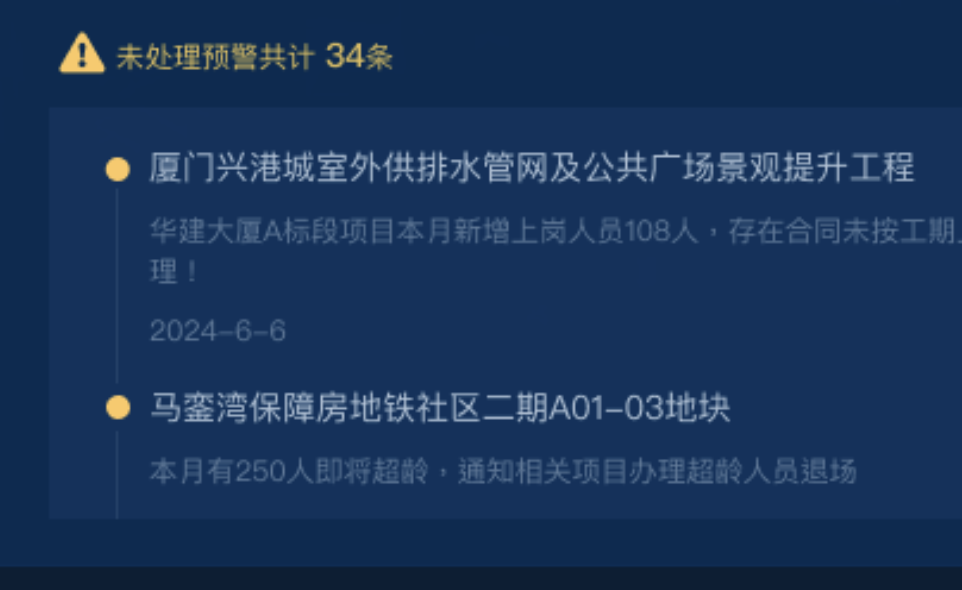 未处理预警共计 34条
厦门兴港城室外供排水管网及公共广场景观提升工程
华建大厦A标段项目本月新增上岗人员108人，存在合同未按工期
理！
2024-6-6
马銮湾保障房地铁社区二期A01-03地块
本月有250人即将超龄，通知相关项目办理超龄人员退场